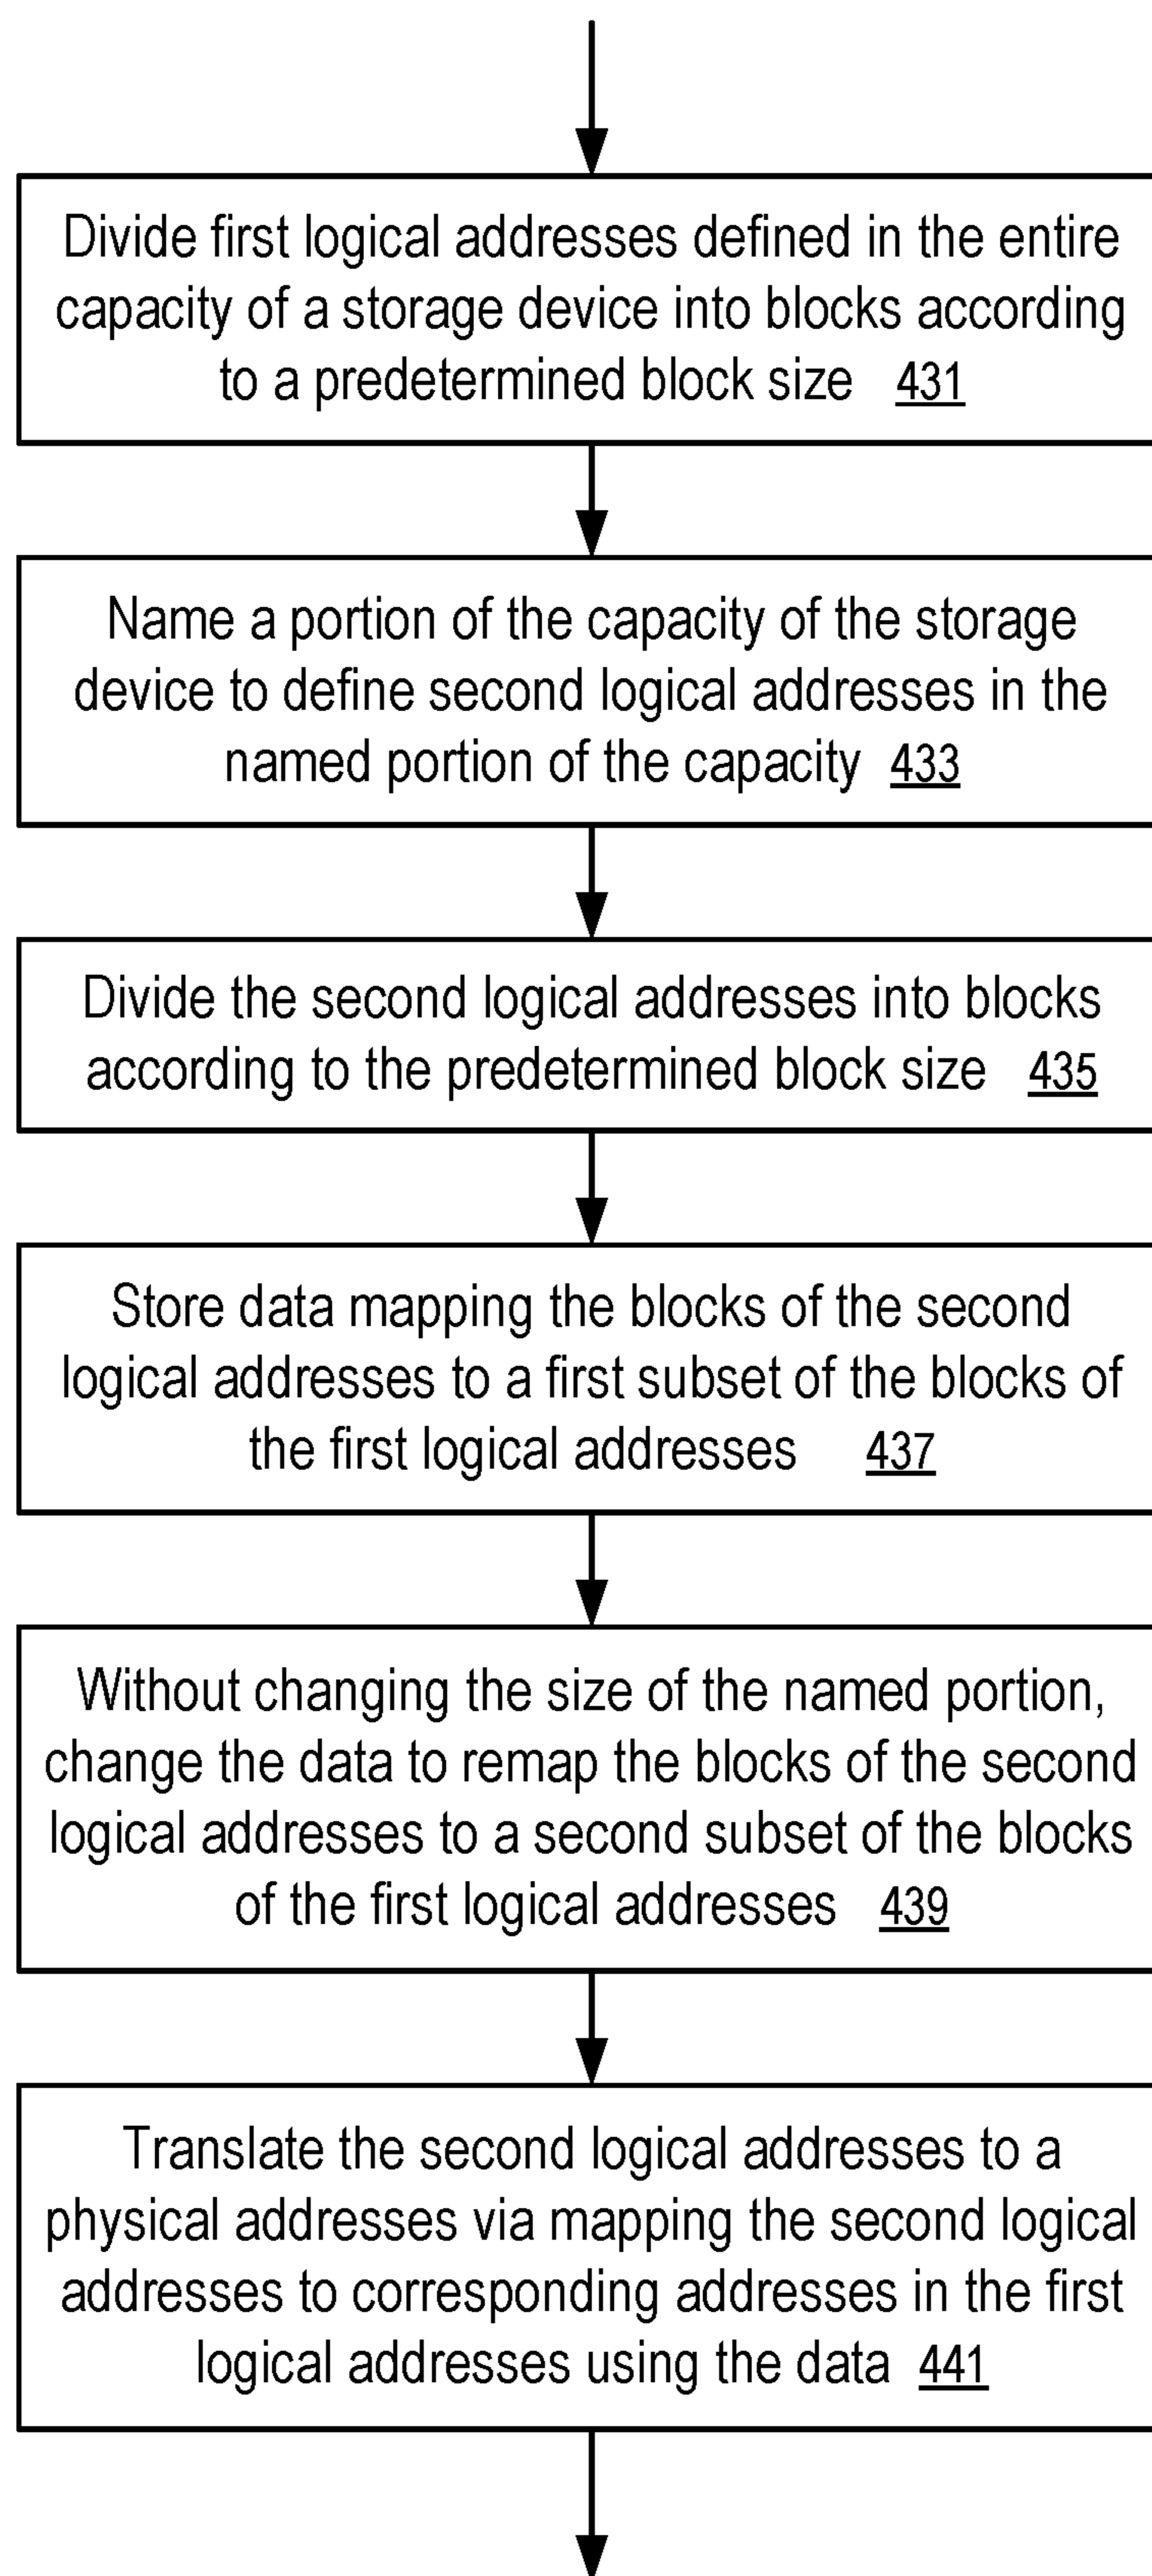 Divide first logical addresses defined in the entire
capacity of a storage device into blocks according
to a predetermined block size 431
Name a portion of the capacity of the storage
device to define second logical addresses in the
named portion of the capacity 433
Divide the second logical addresses into blocks
according to the predetermined block size 435
Store data mapping the blocks of the second
logical addresses to a first subset of the blocks of
the first logical addresses 437
Without changing the size of the named portion,
change the data to remap the blocks of the second
logical addresses to a second subset of the blocks
of the first logical addresses 439
Translate the second logical addresses to a
physical addresses via mapping the second logical
addresses to corresponding addresses in the first
logical addresses using the data 441